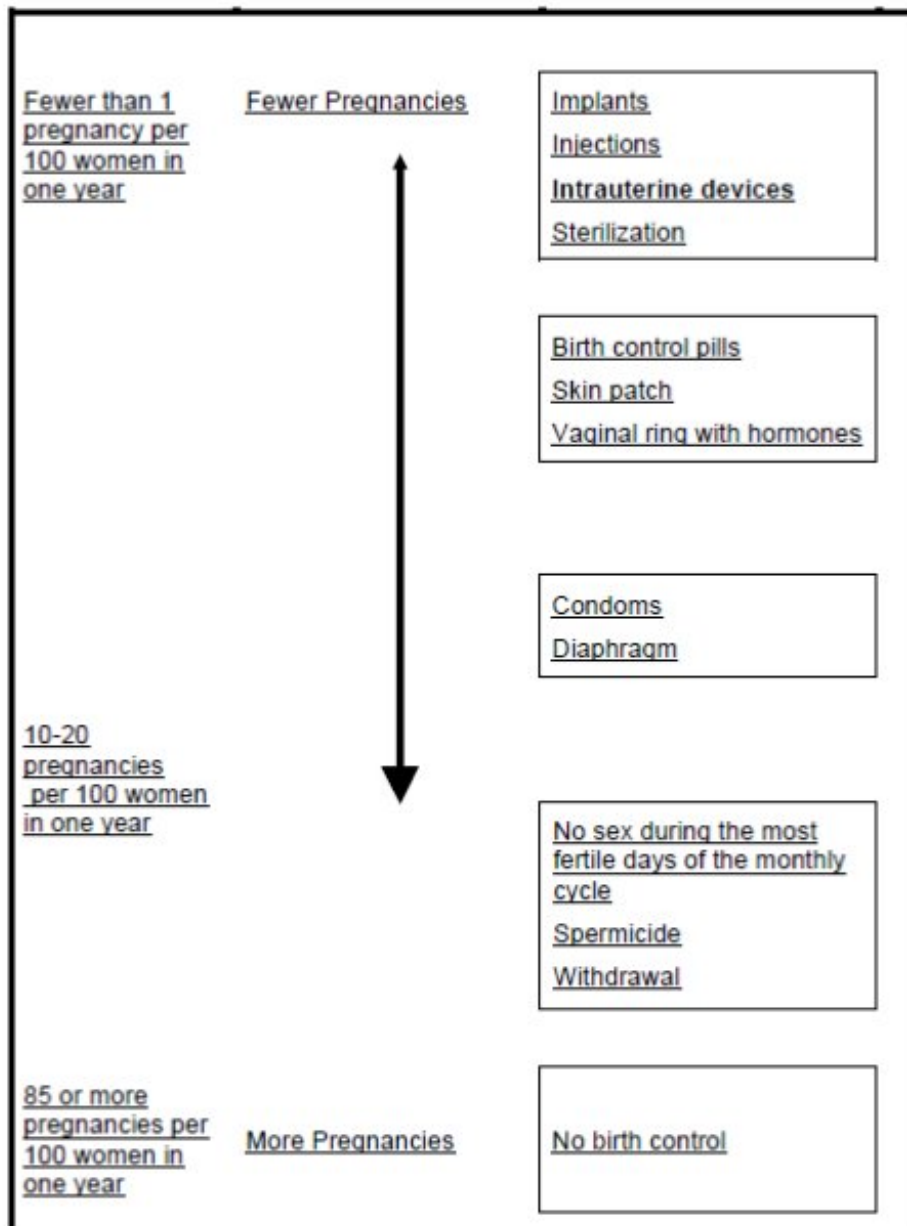 Fewer than 1
pregnancy per
100 women in
one year
Fewer Pregnancies
Implants
Injections
Intrauterine devices
Sterilization
Birth control pills
Skin patch
Vaginal ring with hormones
Condoms
Diaphragm
10-20
pregnancies
per 100 women
in one year
No sex during the most
fertile days of the monthly
cycle
Spermicide
Withdrawal
85 or more
pregnancies per
100 women in
one year
More Pregnancies
No birth control